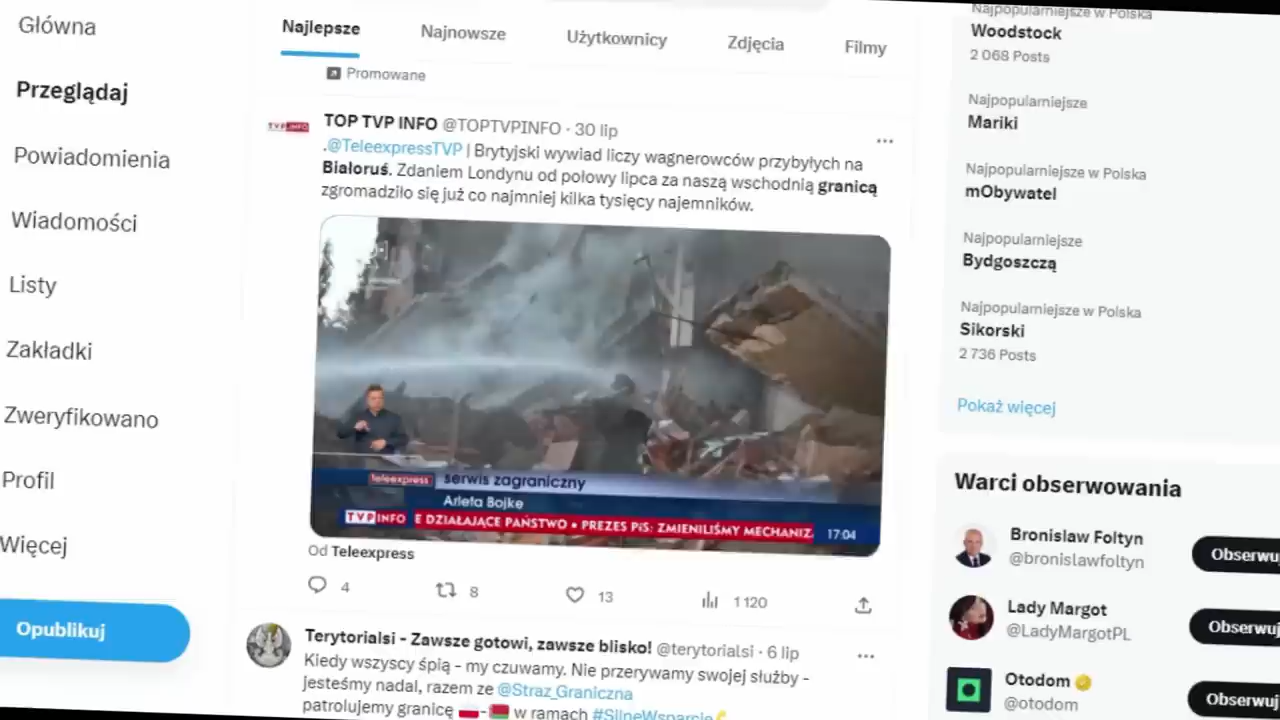 Główna
Przeglądaj
Powiadomienia
Wiadomości
Listy
Zakładki
Zweryfikowano
Profil
Więcej
Opublikuj
Najlepsze
Najnowsze
Użytkownicy
Zdjęcia
Filmy
Promowane
TVP INFO
TOP TVP INFO @TOPTVPINFO · 30 lip
.@TeleexpressTVP | Brytyjski wywiad liczy wagnerowców przybyłych na
Białoruś. Zdaniem Londynu od połowy lipca za naszą wschodnią granicą
zgromadziło się już co najmniej kilka tysięcy najemników.
teleexpress serwis zagraniczny
Arleta Bojke
TVP INFO E DZIAŁAJĄCE PAŃSTWO • PREZES PiS: ZMIENILIŚMY MECHANIZ 17:04
Od Teleexpress
4 8 13 1 120
Terytorialsi - Zawsze gotowi, zawsze blisko! @terytorialsi · 6 lip
Kiedy wszyscy śpią - my czuwamy. Nie przerywamy swojej służby -
jesteśmy nadal, razem ze @Straz_Graniczna
patrolujemy granicę - w ramach #SilneWsparcie
Najpopularniejsze w Polska
Woodstock
2 068 Posts
Najpopularniejsze
Mariki
Najpopularniejsze w Polska
mObywatel
Najpopularniejsze
Bydgoszczą
Najpopularniejsze w Polska
Sikorski
2 736 Posts
Pokaż więcej
Warci obserwowania
Bronislaw Foltyn
@bronislawfoltyn
Obserwuj
Lady Margot
@LadyMargotPL
Obserwuj
Otodom
@otodom
Obserwuj